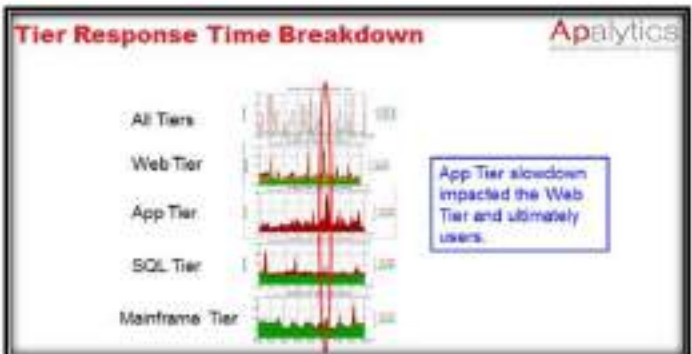 Tier Response Time Breakdown
Apalytics
All Tiers
Web Tier
App Tier
SQL Tier
Mainframe Tier
App Tier slowdown
impacted the Web
Tier and ultimately
users.